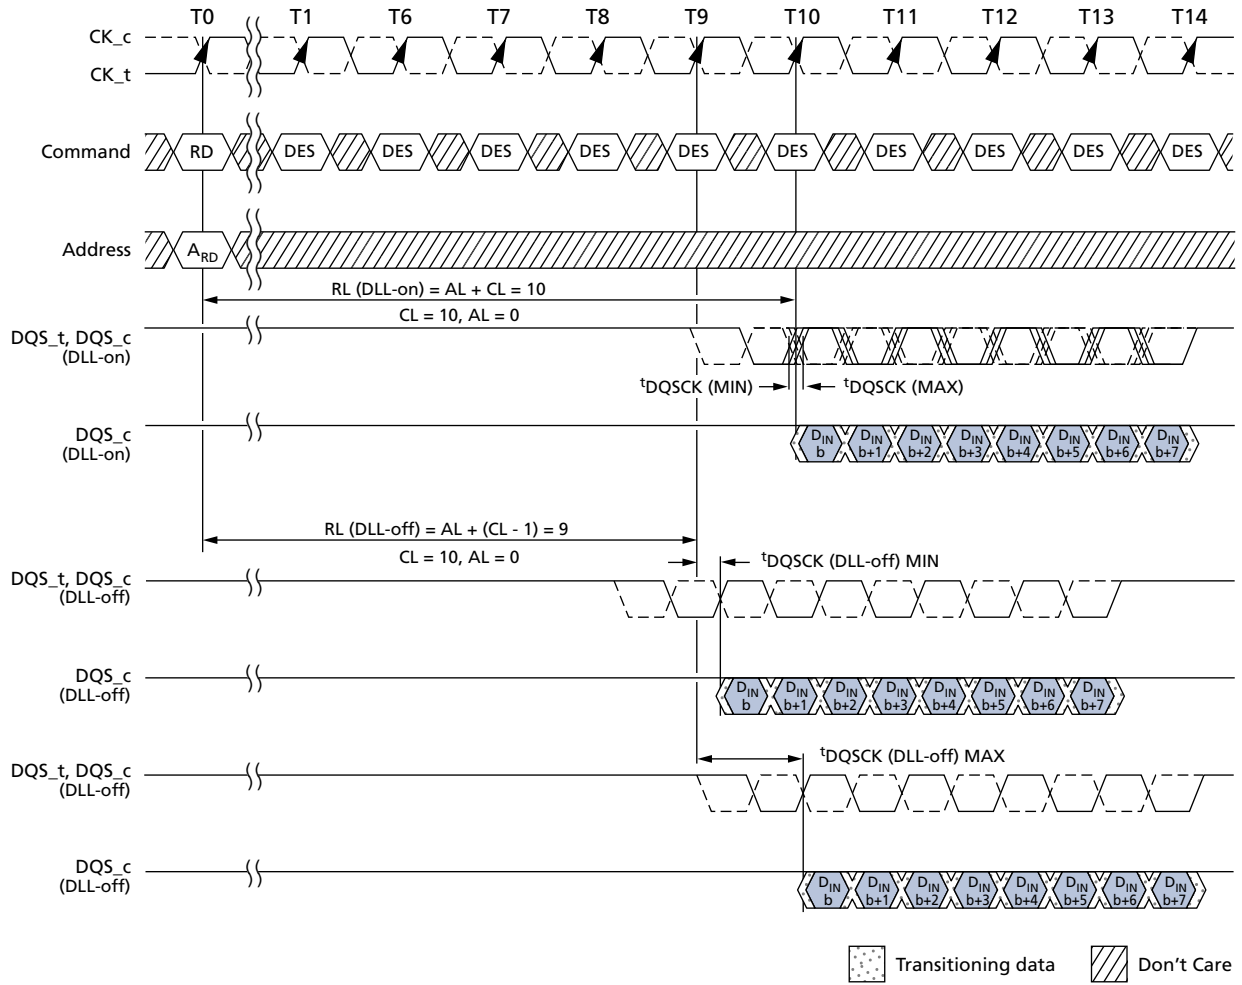 T0 T1 T6 T7 T8 T9 T10 T11 T12 T13 T14
CK_c
CK_t
Command RD DES DES DES DES DES DES DES DES DES DES
Address A_RD
RL (DLL-on) = AL + CL = 10
CL = 10, AL = 0
DQS_t, DQS_c
(DLL-on)
tDQSCK (MIN) tDQSCK (MAX)
DQS_c
(DLL-on)
DIN b DIN b+1 DIN b+2 DIN b+3 DIN b+4 DIN b+5 DIN b+6 DIN b+7
RL (DLL-off) = AL + (CL - 1) = 9
CL = 10, AL = 0
tDQSCK (DLL-off) MIN
DQS_t, DQS_c
(DLL-off)
DQS_c
(DLL-off)
DIN b DIN b+1 DIN b+2 DIN b+3 DIN b+4 DIN b+5 DIN b+6 DIN b+7
tDQSCK (DLL-off) MAX
DQS_t, DQS_c
(DLL-off)
DQS_c
(DLL-off)
DIN b DIN b+1 DIN b+2 DIN b+3 DIN b+4 DIN b+5 DIN b+6 DIN b+7
Transitioning data Don't Care